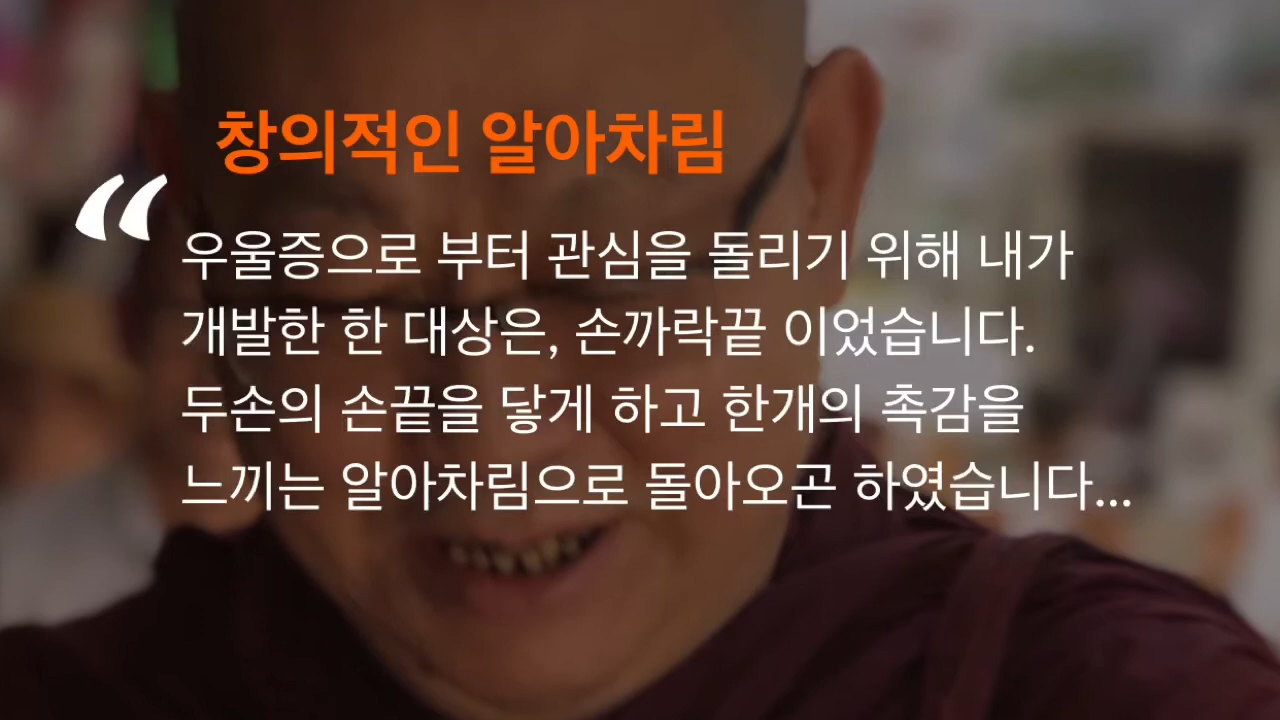 창의적인 알아차림
“
우울증으로 부터 관심을 돌리기 위해 내가
개발한 한 대상은, 손까락끝 이었습니다.
두손의 손끝을 닿게 하고 한개의 촉감을
느끼는 알아차림으로 돌아오곤 하였습니다...